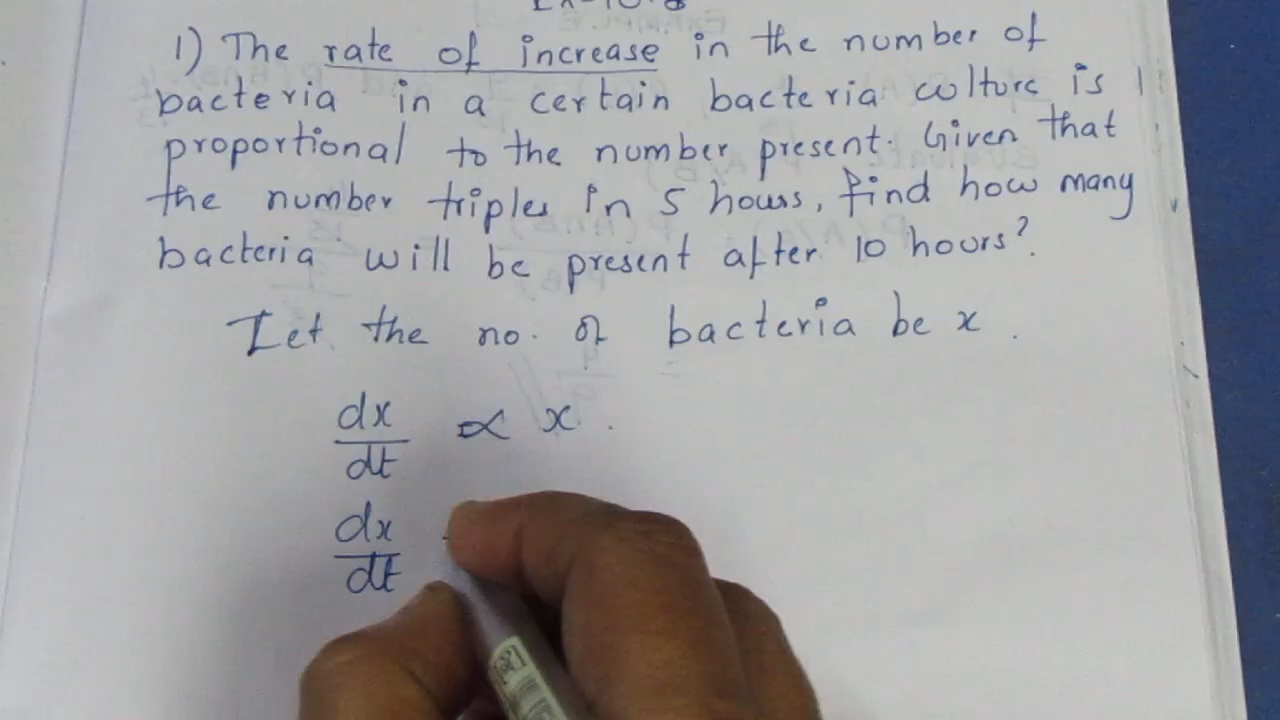 1) The rate of increase in the number of
bacteria in a certain bacteria culture is
proportional to the number present. Given that
the number triples in 5 hours, find how many
bacteria will be present after 10 hours?
Let the no. of bacteria be x.
dx/dt ∝ x.
dx/dt